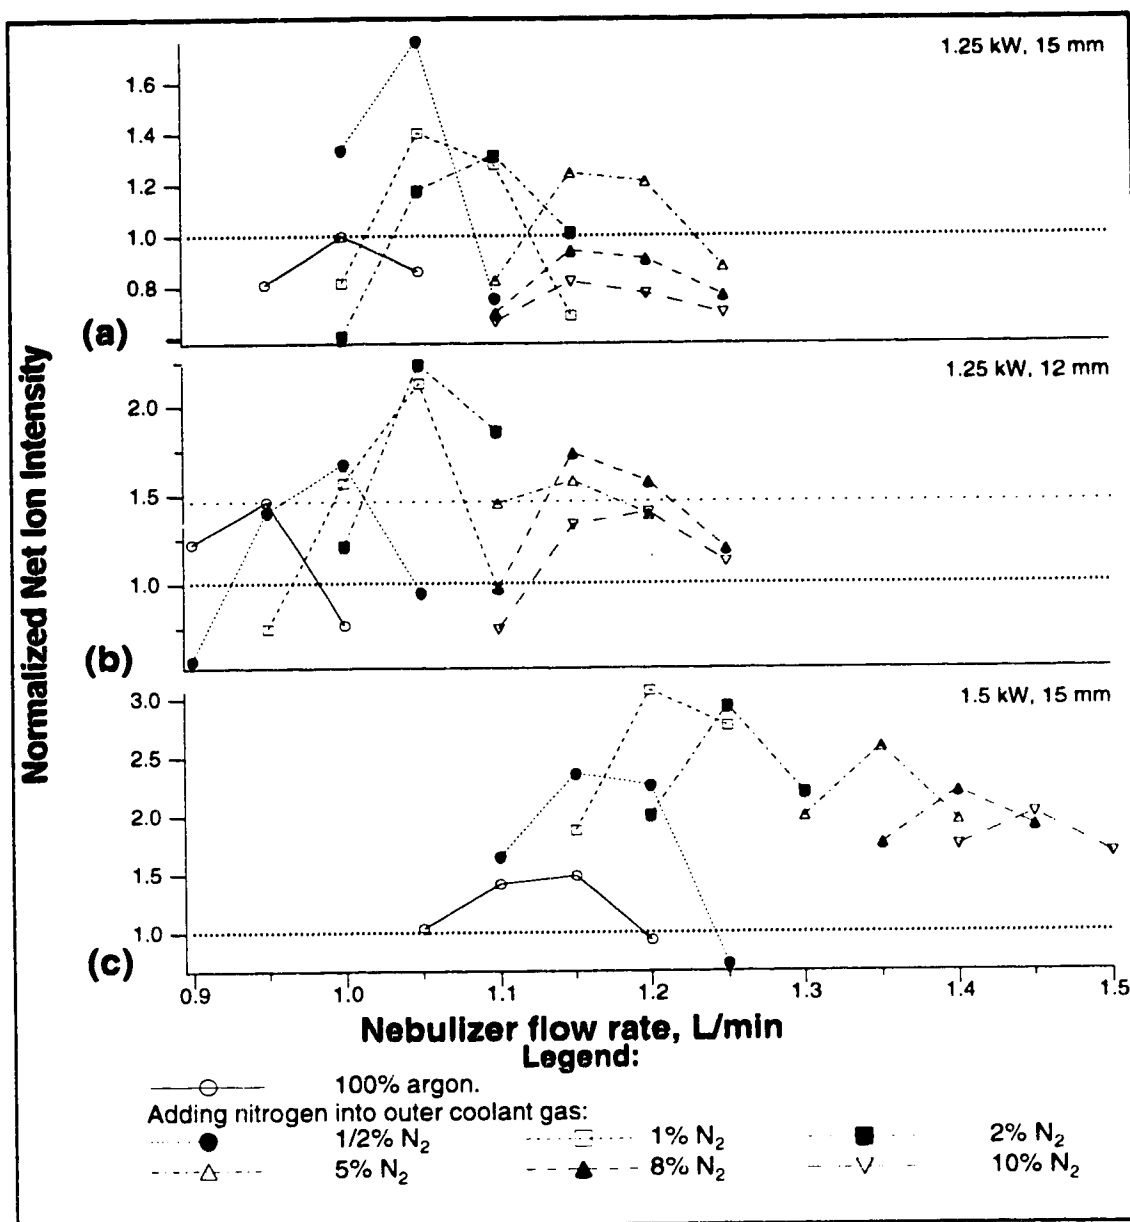 1.25 kW, 15 mm
1.6
1.4
1.2
1.0
0.8
(a)
1.25 kW, 12 mm
2.0
1.5
1.0
(b)
Normalized Net Ion Intensity
1.5 kW, 15 mm
3.0
2.5
2.0
1.5
1.0
(c)
0.9 1.0 1.1 1.2 1.3 1.4 1.5
Nebulizer flow rate, L/min
Legend:
100% argon.
Adding nitrogen into outer coolant gas:
1/2% N₂ 1% N₂ 2% N₂
5% N₂ 8% N₂ 10% N₂